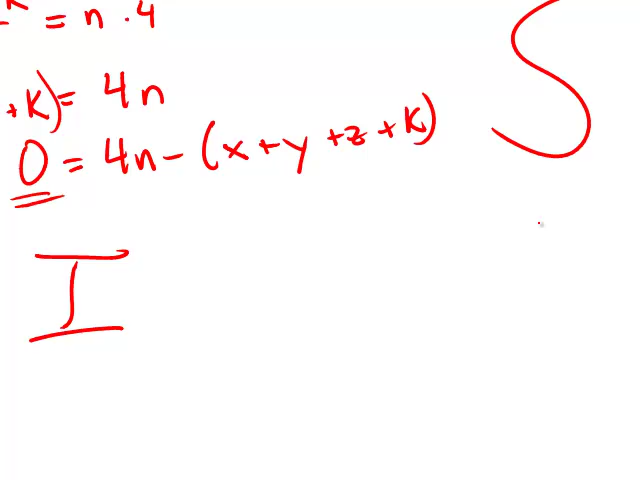 K = n · 4
+ K) = 4n
0 = 4n - (x + y + z + K)
I